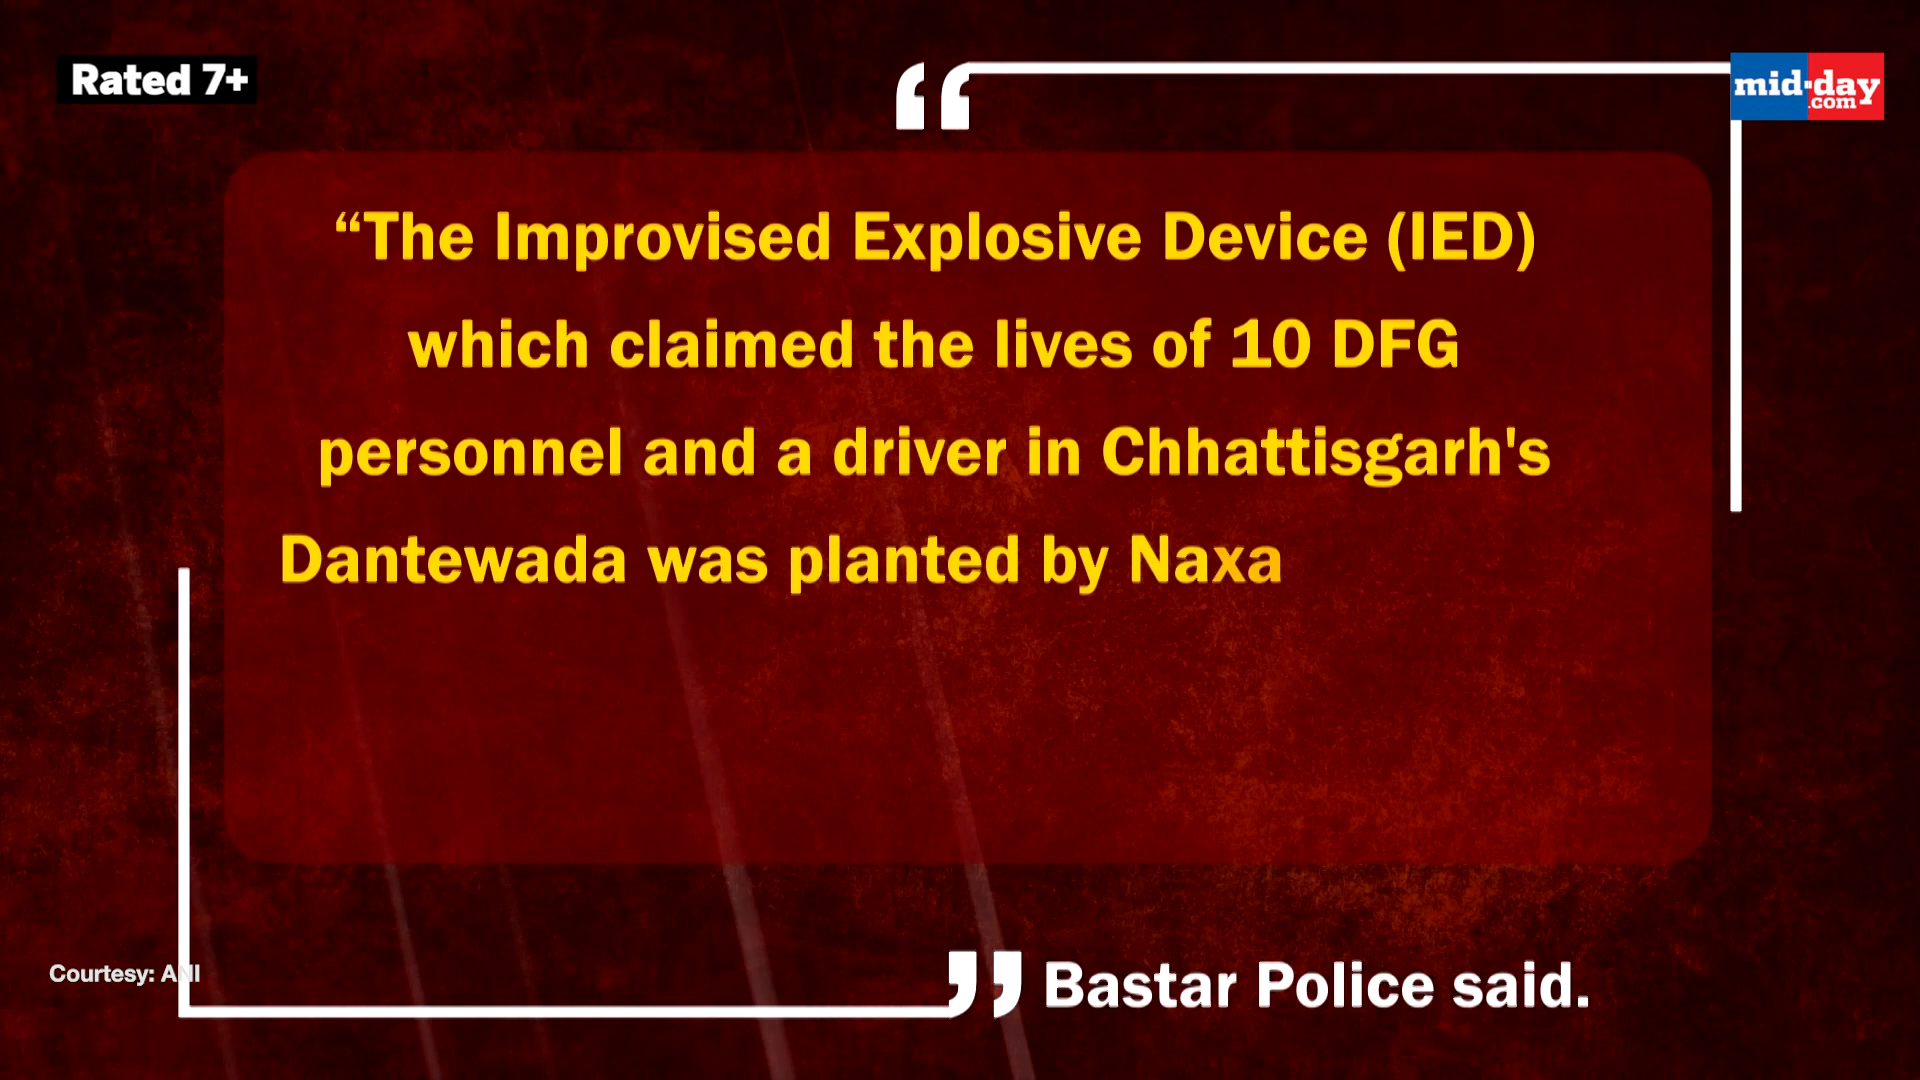 Rated 7+
mid-day
.com
“The Improvised Explosive Device (IED)
which claimed the lives of 10 DFG
personnel and a driver in Chhattisgarh's
Dantewada was planted by Naxa
Courtesy: ANI
Bastar Police said.